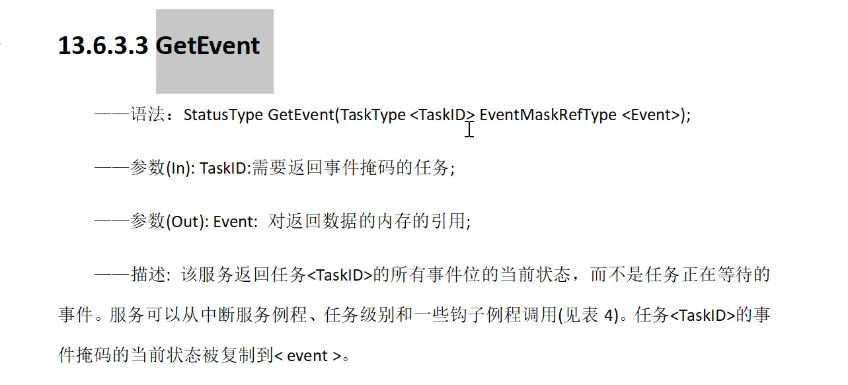 13.6.3.3 GetEvent
——语法：StatusType GetEvent(TaskType <TaskID> EventMaskRefType <Event>);
——参数(In): TaskID:需要返回事件掩码的任务;
——参数(Out): Event: 对返回数据的内存的引用;
——描述: 该服务返回任务<TaskID>的所有事件位的当前状态，而不是任务正在等待的
事件。服务可以从中断服务例程、任务级别和一些钩子例程调用(见表 4)。任务<TaskID>的事
件掩码的当前状态被复制到< event >。